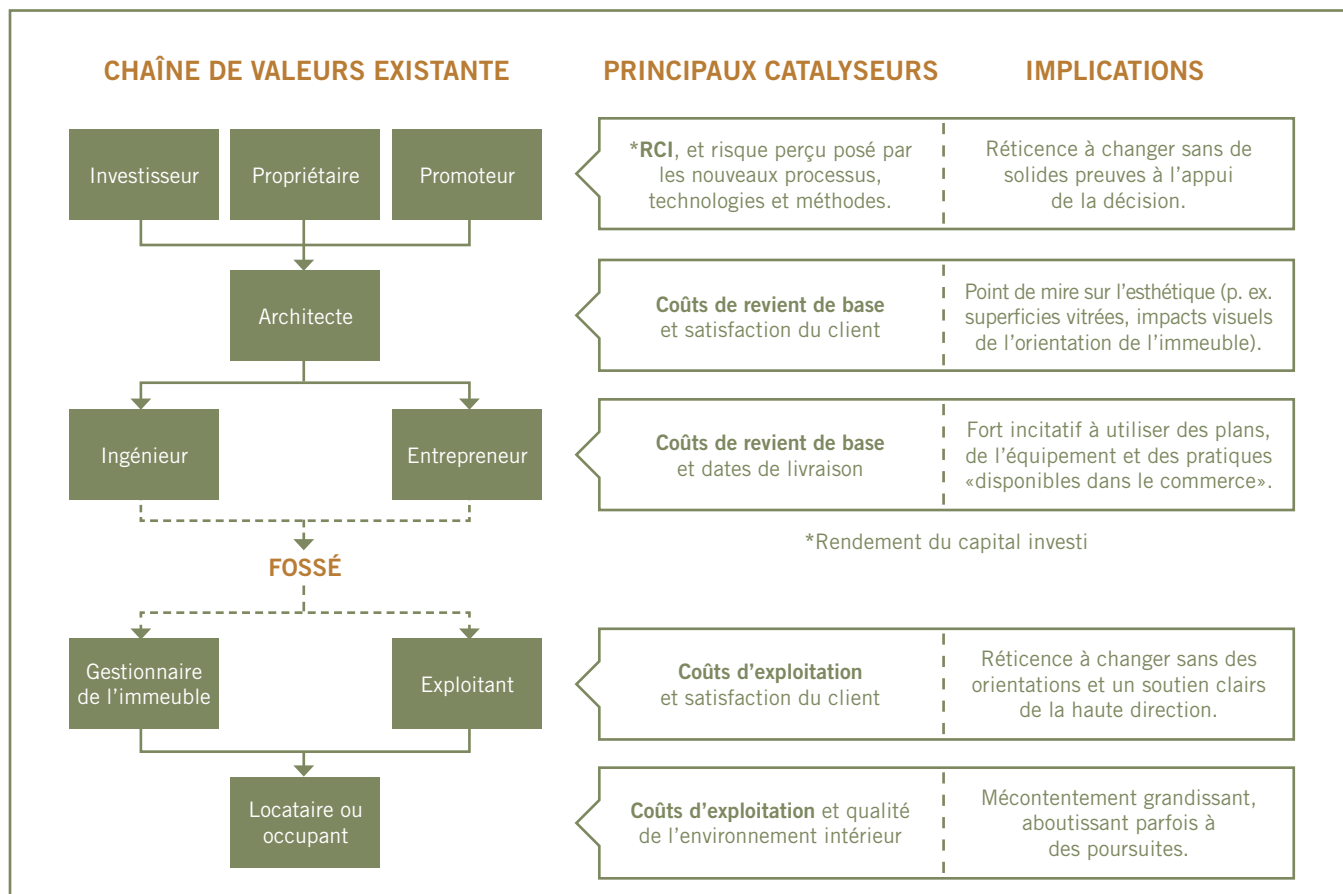 CHAÎNE DE VALEURS EXISTANTE
PRINCIPAUX CATALYSEURS
IMPLICATIONS
Investisseur
Propriétaire
Promoteur
*RCI, et risque perçu posé par
les nouveaux processus,
technologies et méthodes.
Réticence à changer sans de
solides preuves à l'appui
de la décision.
Architecte
Coûts de revient de base
et satisfaction du client
Point de mire sur l'esthétique (p. ex.
superficies vitrées, impacts visuels
de l'orientation de l'immeuble).
Ingénieur
Entrepreneur
Coûts de revient de base
et dates de livraison
Fort incitatif à utiliser des plans,
de l'équipement et des pratiques
«disponibles dans le commerce».
*Rendement du capital investi
FOSSÉ
Gestionnaire
de l'immeuble
Exploitant
Coûts d'exploitation
et satisfaction du client
Réticence à changer sans des
orientations et un soutien clairs
de la haute direction.
Locataire ou
occupant
Coûts d'exploitation et qualité
de l'environnement intérieur
Mécontentement grandissant,
aboutissant parfois à
des poursuites.